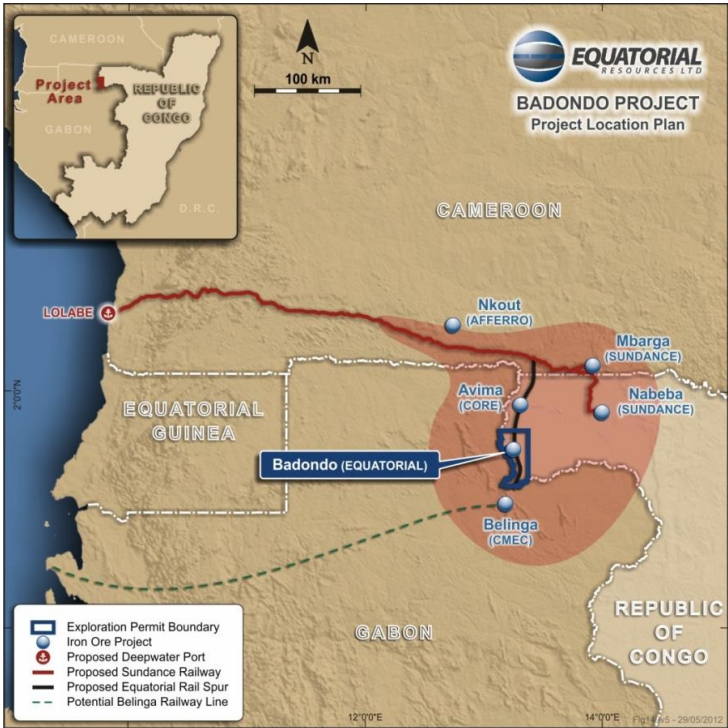 CAMEROON
Project
Area
REPUBLIC
OF
CONGO
GABON
D.R.C.
N
100 km
EQUATORIAL
RESOURCES LTD
BADONDO PROJECT
Project Location Plan
CAMEROON
LOLABE
Nkout
(AFFERRO)
Mbarga
(SUNDANCE)
Avima
(CORE)
Nabeba
(SUNDANCE)
2°0'0"N
EQUATORIAL
GUINEA
Badondo (EQUATORIAL)
Belinga
(CMEC)
REPUBLIC
OF
CONGO
GABON
Exploration Permit Boundary
Iron Ore Project
Proposed Deepwater Port
Proposed Sundance Railway
Proposed Equatorial Rail Spur
Potential Belinga Railway Line
12°0'0"E
14°0'0"E
29/05/2012